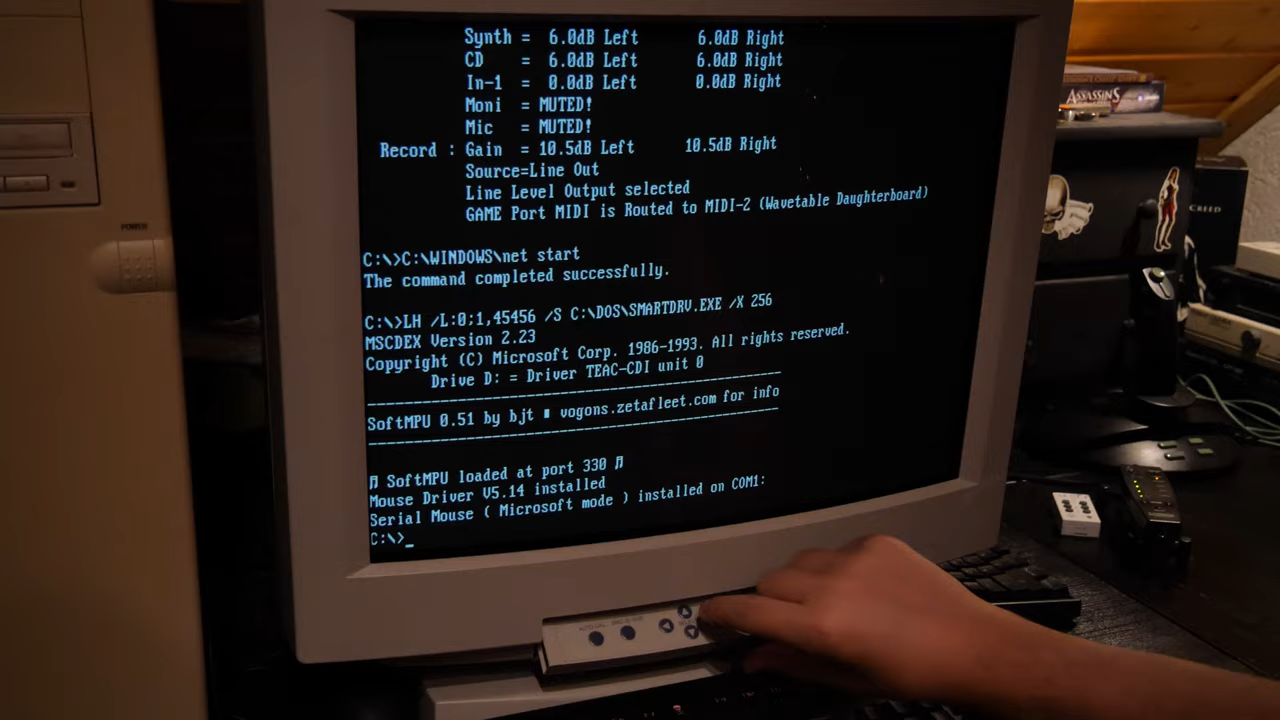 Synth = 6.0dB Left 6.0dB Right
CD = 6.0dB Left 6.0dB Right
In-1 = 0.0dB Left 0.0dB Right
Moni = MUTED!
Mic = MUTED!
Record : Gain = 10.5dB Left 10.5dB Right
Source=Line Out
Line Level Output selected
GAME Port MIDI is Routed to MIDI-2 (Wavetable Daughterboard)
C:\>C:\WINDOWS\net start
The command completed successfully.
C:\>LH /L:0;1,45456 /S C:\DOS\SMARTDRV.EXE /X 256
MSCDEX Version 2.23
Copyright (C) Microsoft Corp. 1986-1993. All rights reserved.
Drive D: = Driver TEAC-CDI unit 0
SoftMPU 0.51 by bjt ∎ vogons.zetafleet.com for info
♫ SoftMPU loaded at port 330 ♫
Mouse Driver V5.14 installed
Serial Mouse ( Microsoft mode ) installed on COM1:
C:\>_
POWER
ASSASSIN'S
CREED